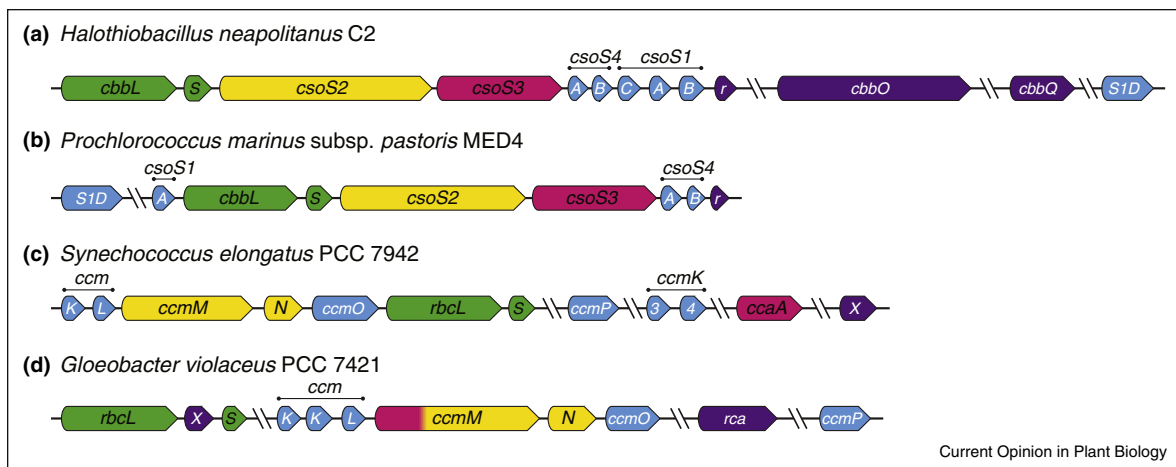 (a) Halothiobacillus neapolitanus C2
csoS4 csoS1
cbbL S csoS2 csoS3 A B C A B r cbbO cbbQ S1D
(b) Prochlorococcus marinus subsp. pastoris MED4
csoS1 csoS4
S1D A cbbL S csoS2 csoS3 A B r
(c) Synechococcus elongatus PCC 7942
ccm ccmK
K L ccmM N ccmO rbcL S ccmP 3 4 ccaA X
(d) Gloeobacter violaceus PCC 7421
ccm
rbcL X S K K L ccmM N ccmO rca ccmP
Current Opinion in Plant Biology